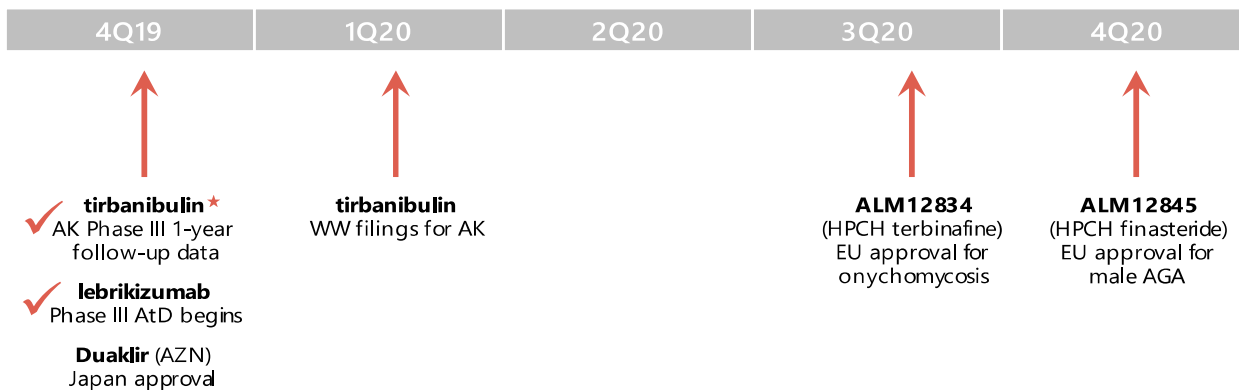 4Q19
1Q20
2Q20
3Q20
4Q20
tirbanibulin★
AK Phase III 1-year
follow-up data
lebrikizumab
Phase III AtD begins
Duaklir (AZN)
Japan approval
tirbanibulin
WW filings for AK
ALM12834
(HPCH terbinafine)
EU approval for
onychomycosis
ALM12845
(HPCH finasteride)
EU approval for
male AGA